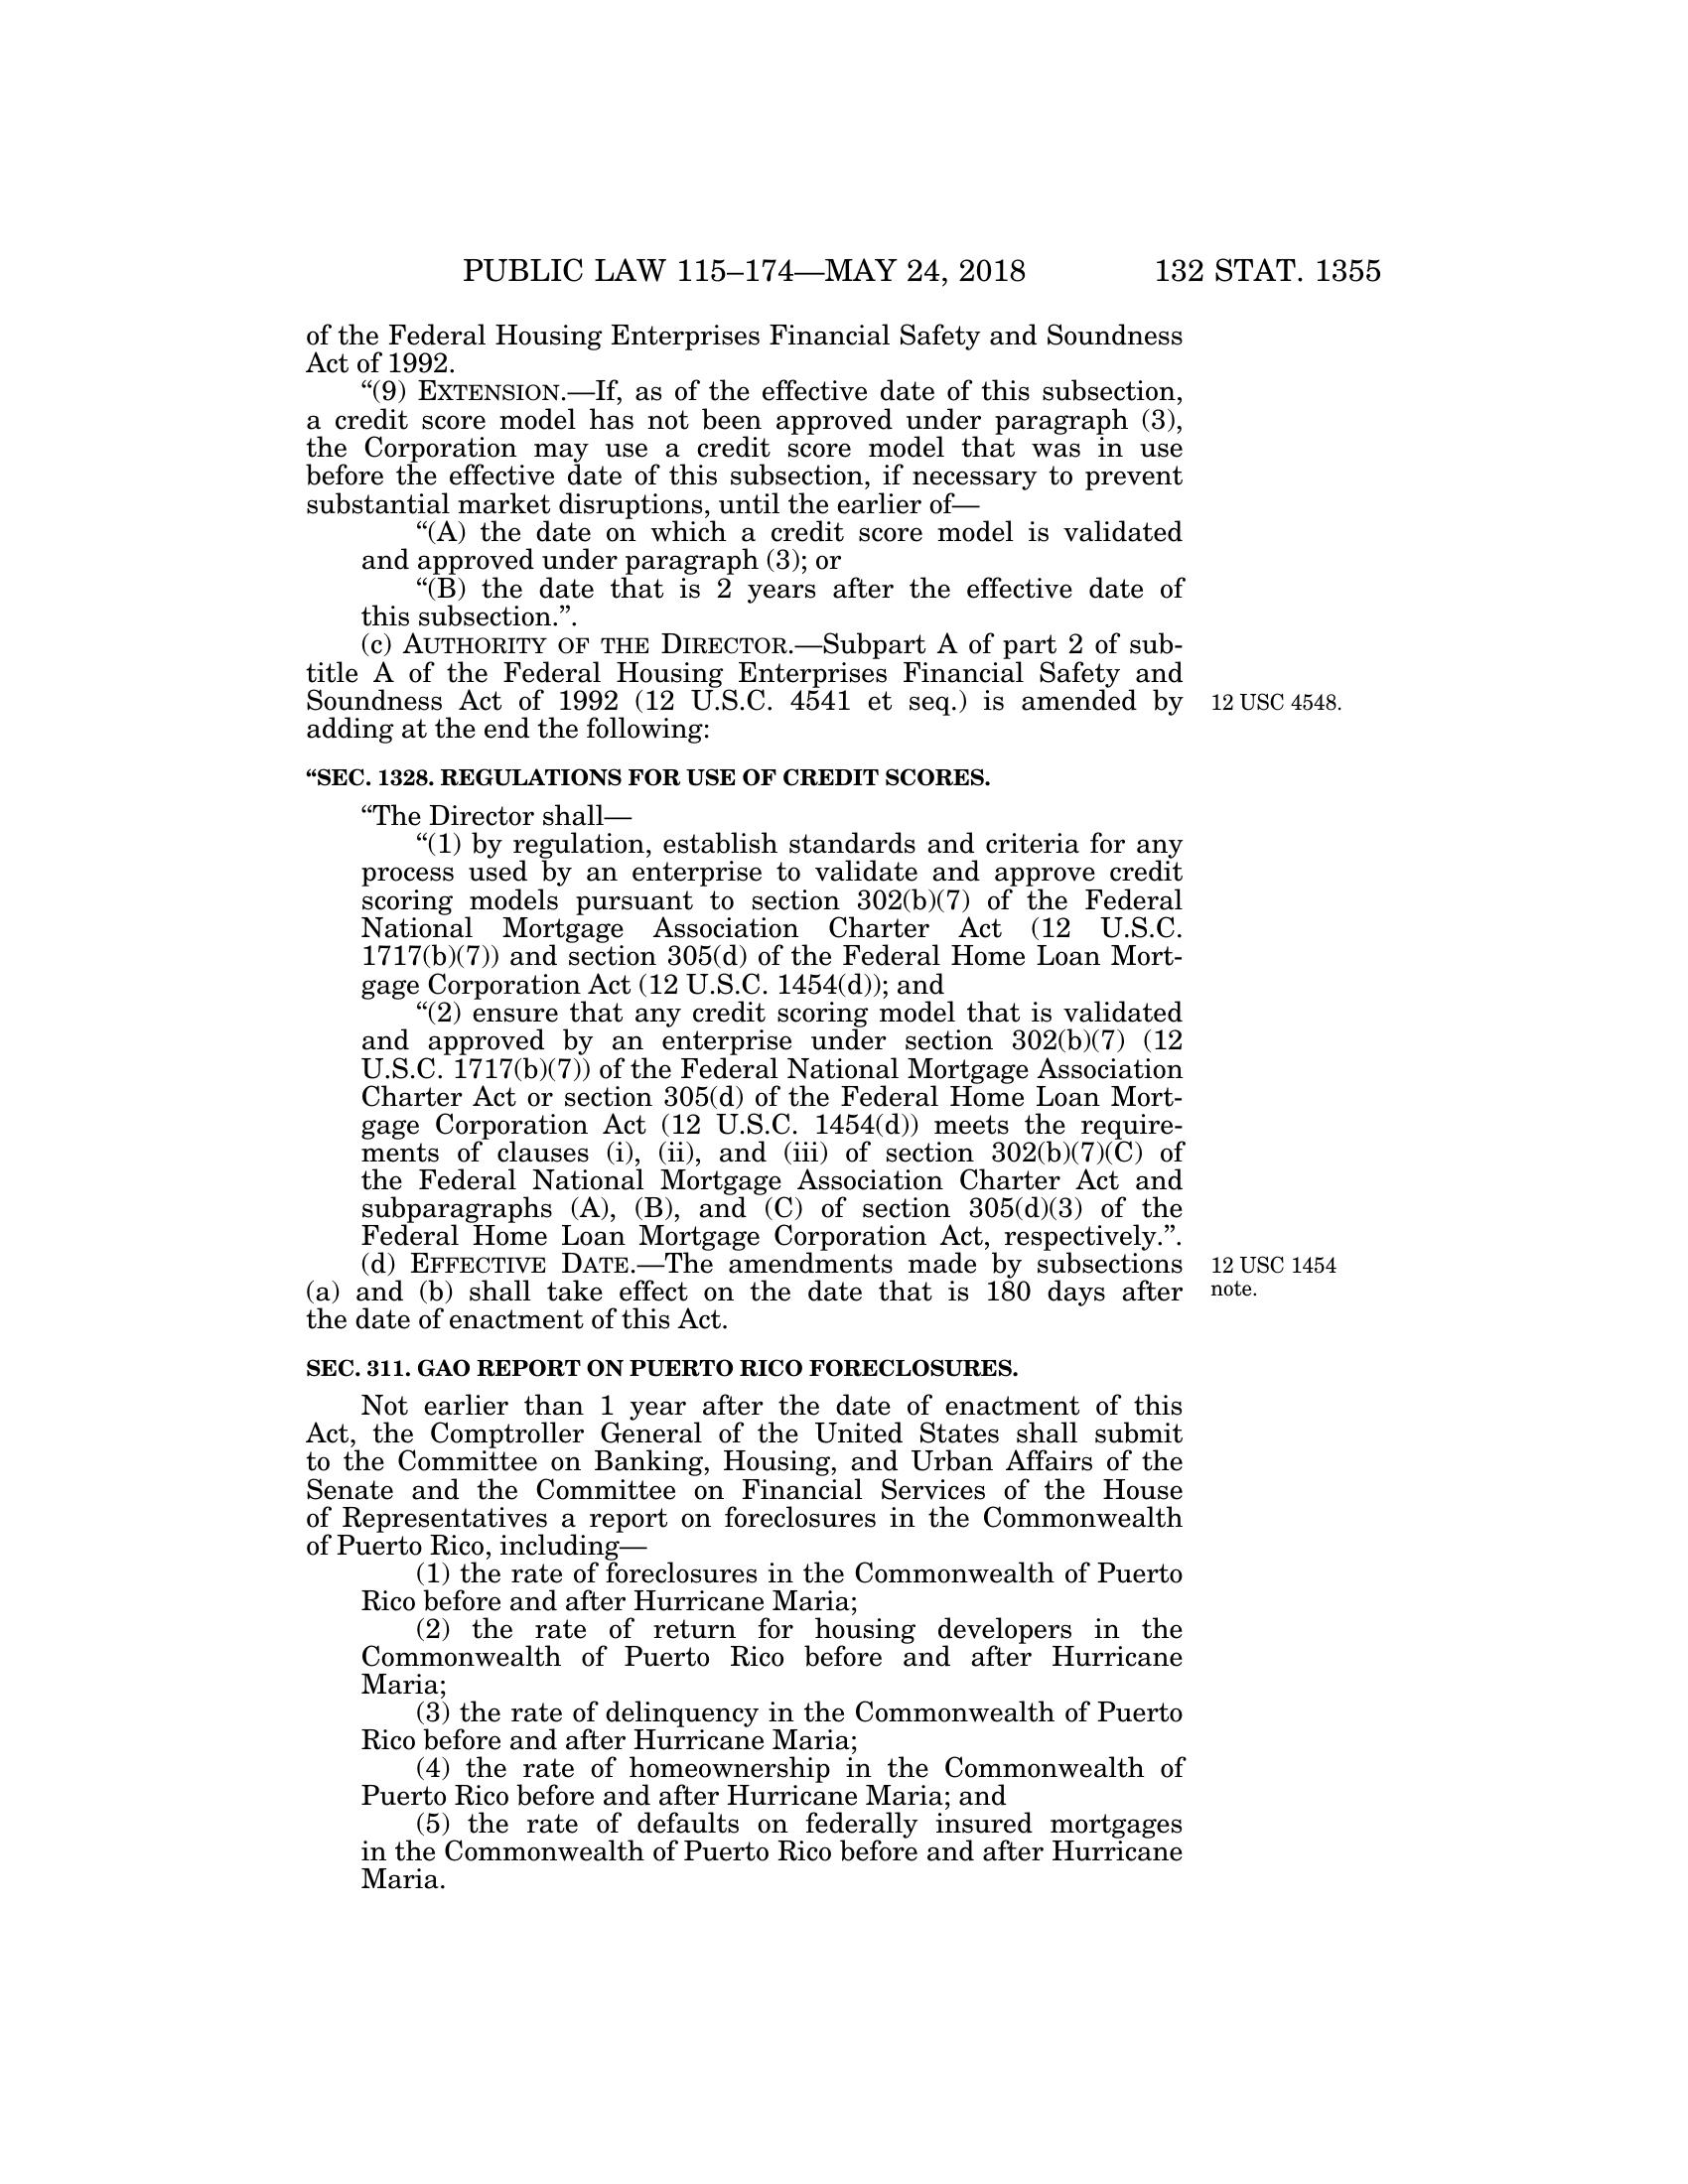 PUBLIC LAW 115–174—MAY 24, 2018 132 STAT. 1355
of the Federal Housing Enterprises Financial Safety and Soundness
Act of 1992.
“(9) EXTENSION.—If, as of the effective date of this subsection,
a credit score model has not been approved under paragraph (3),
the Corporation may use a credit score model that was in use
before the effective date of this subsection, if necessary to prevent
substantial market disruptions, until the earlier of—
“(A) the date on which a credit score model is validated
and approved under paragraph (3); or
“(B) the date that is 2 years after the effective date of
this subsection.”.
(c) AUTHORITY OF THE DIRECTOR.—Subpart A of part 2 of sub-
title A of the Federal Housing Enterprises Financial Safety and
Soundness Act of 1992 (12 U.S.C. 4541 et seq.) is amended by
adding at the end the following:
12 USC 4548.
“SEC. 1328. REGULATIONS FOR USE OF CREDIT SCORES.
“The Director shall—
“(1) by regulation, establish standards and criteria for any
process used by an enterprise to validate and approve credit
scoring models pursuant to section 302(b)(7) of the Federal
National Mortgage Association Charter Act (12 U.S.C.
1717(b)(7)) and section 305(d) of the Federal Home Loan Mort-
gage Corporation Act (12 U.S.C. 1454(d)); and
“(2) ensure that any credit scoring model that is validated
and approved by an enterprise under section 302(b)(7) (12
U.S.C. 1717(b)(7)) of the Federal National Mortgage Association
Charter Act or section 305(d) of the Federal Home Loan Mort-
gage Corporation Act (12 U.S.C. 1454(d)) meets the require-
ments of clauses (i), (ii), and (iii) of section 302(b)(7)(C) of
the Federal National Mortgage Association Charter Act and
subparagraphs (A), (B), and (C) of section 305(d)(3) of the
Federal Home Loan Mortgage Corporation Act, respectively.”.
(d) EFFECTIVE DATE.—The amendments made by subsections
(a) and (b) shall take effect on the date that is 180 days after
the date of enactment of this Act.
12 USC 1454
note.
SEC. 311. GAO REPORT ON PUERTO RICO FORECLOSURES.
Not earlier than 1 year after the date of enactment of this
Act, the Comptroller General of the United States shall submit
to the Committee on Banking, Housing, and Urban Affairs of the
Senate and the Committee on Financial Services of the House
of Representatives a report on foreclosures in the Commonwealth
of Puerto Rico, including—
(1) the rate of foreclosures in the Commonwealth of Puerto
Rico before and after Hurricane Maria;
(2) the rate of return for housing developers in the
Commonwealth of Puerto Rico before and after Hurricane
Maria;
(3) the rate of delinquency in the Commonwealth of Puerto
Rico before and after Hurricane Maria;
(4) the rate of homeownership in the Commonwealth of
Puerto Rico before and after Hurricane Maria; and
(5) the rate of defaults on federally insured mortgages
in the Commonwealth of Puerto Rico before and after Hurricane
Maria.